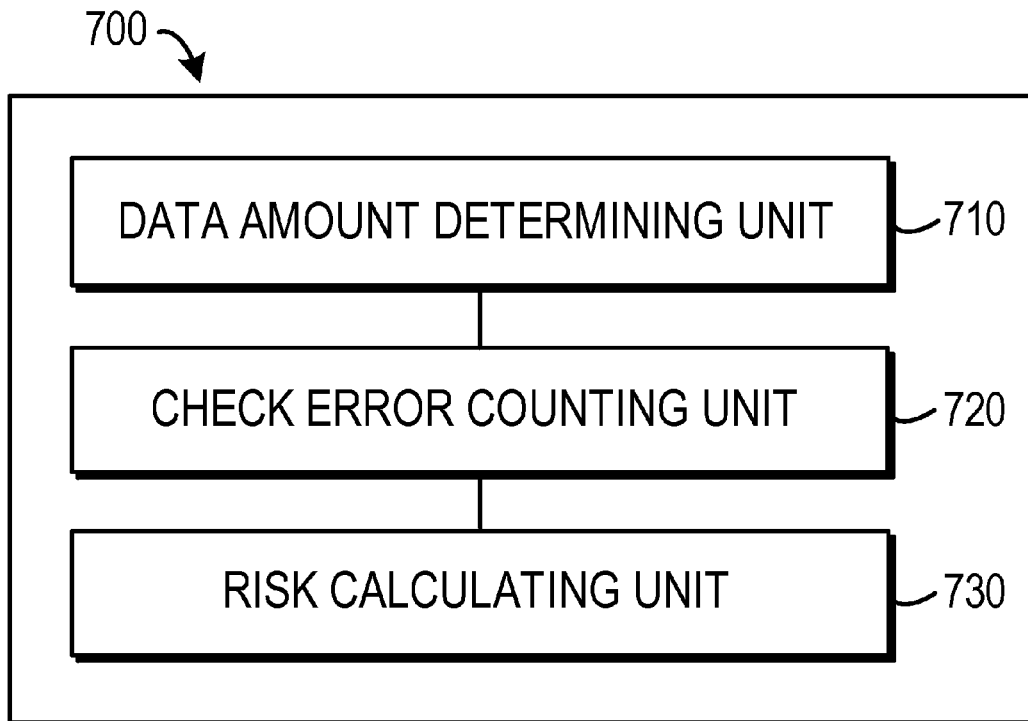 700
DATA AMOUNT DETERMINING UNIT
710
CHECK ERROR COUNTING UNIT
720
RISK CALCULATING UNIT
730